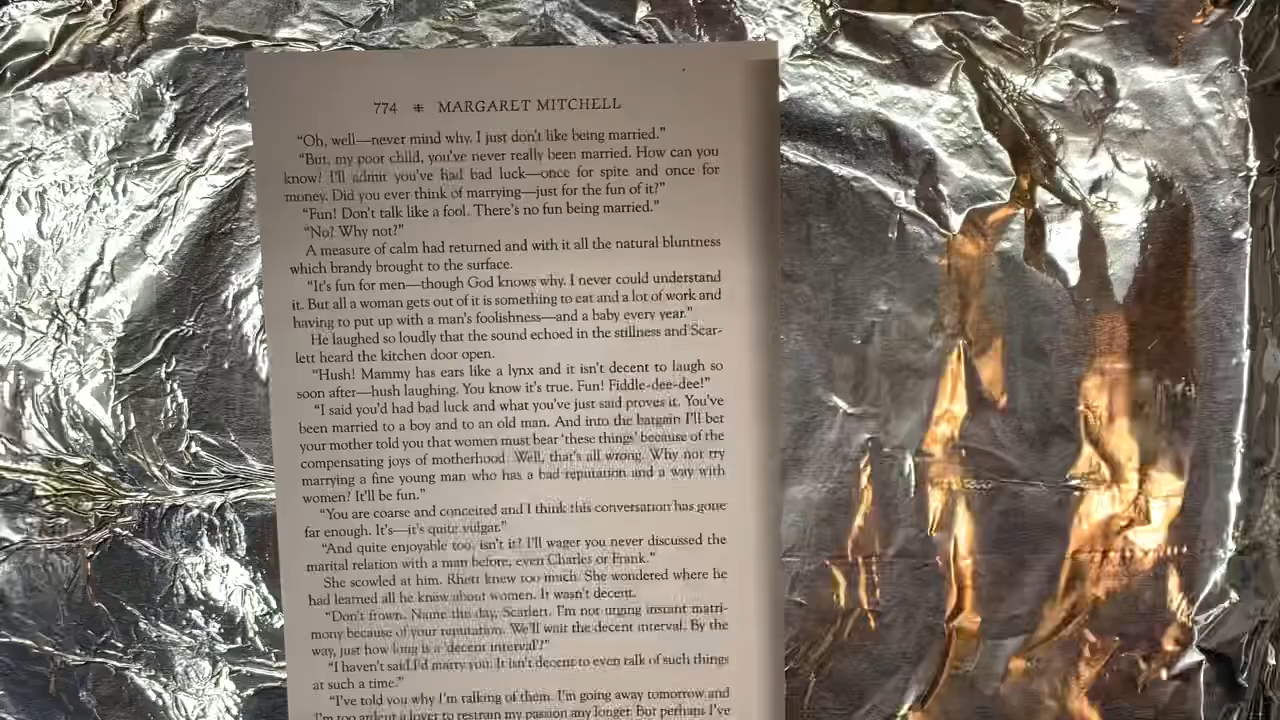 774 ⁜ MARGARET MITCHELL
“Oh, well—never mind why. I just don't like being married.”
“But, my poor child, you've never really been married. How can you
know? I'll admit you've had bad luck—once for spite and once for
money. Did you ever think of marrying—just for the fun of it?”
“Fun! Don't talk like a fool. There's no fun being married.”
“No? Why not?”
A measure of calm had returned and with it all the natural bluntness
which brandy brought to the surface.
“It's fun for men—though God knows why. I never could understand
it. But all a woman gets out of it is something to eat and a lot of work and
having to put up with a man's foolishness—and a baby every year.”
He laughed so loudly that the sound echoed in the stillness and Scar-
lett heard the kitchen door open.
“Hush! Mammy has ears like a lynx and it isn't decent to laugh so
soon after—hush laughing. You know it's true. Fun! Fiddle-dee-dee!”
“I said you'd had bad luck and what you've just said proves it. You've
been married to a boy and to an old man. And into the bargain I'll bet
your mother told you that women must bear ‘these things’ because of the
compensating joys of motherhood. Well, that's all wrong. Why not try
marrying a fine young man who has a bad reputation and a way with
women? It'll be fun.”
“You are coarse and conceited and I think this conversation has gone
far enough. It's—it's quite vulgar.”
“And quite enjoyable too, isn't it? I'll wager you never discussed the
marital relation with a man before, even Charles or Frank.”
She scowled at him. Rhett knew too much. She wondered where he
had learned all he knew about women. It wasn't decent.
“Don't frown. Name the day, Scarlett. I'm not urging instant matri-
mony because of your reputation. We'll wait the decent interval. By the
way, just how long is a ‘decent interval’?”
“I haven't said I'd marry you. It isn't decent to even talk of such things
at such a time.”
“I've told you why I'm talking of them. I'm going away tomorrow and
I'm too ardent a lover to restrain my passion any longer. But perhaps I've